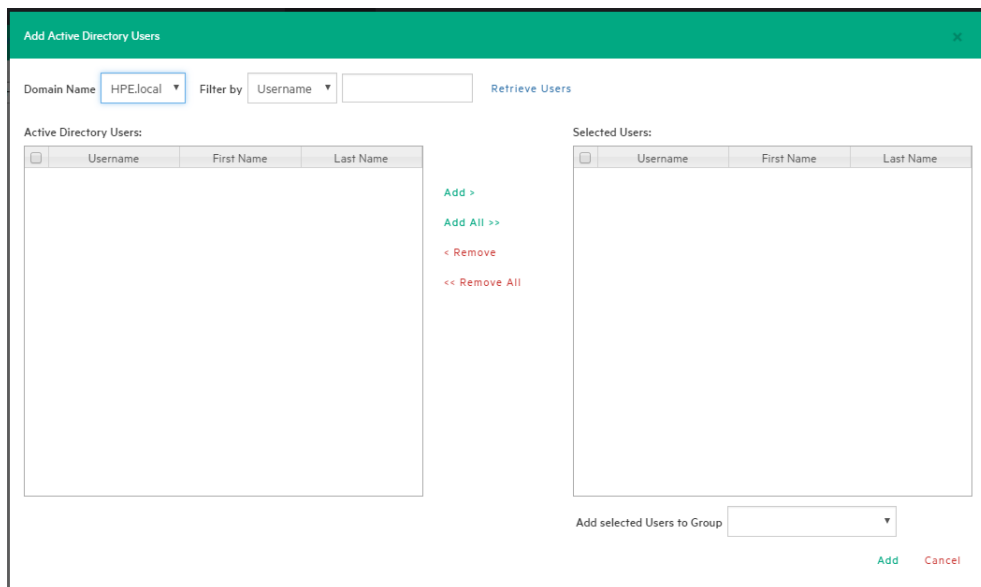 Add Active Directory Users ×
Domain Name HPE.local Filter by Username Retrieve Users
Active Directory Users:
Selected Users:
Username First Name Last Name
Username First Name Last Name
Add >
Add All >>
< Remove
<< Remove All
Add selected Users to Group
Add Cancel